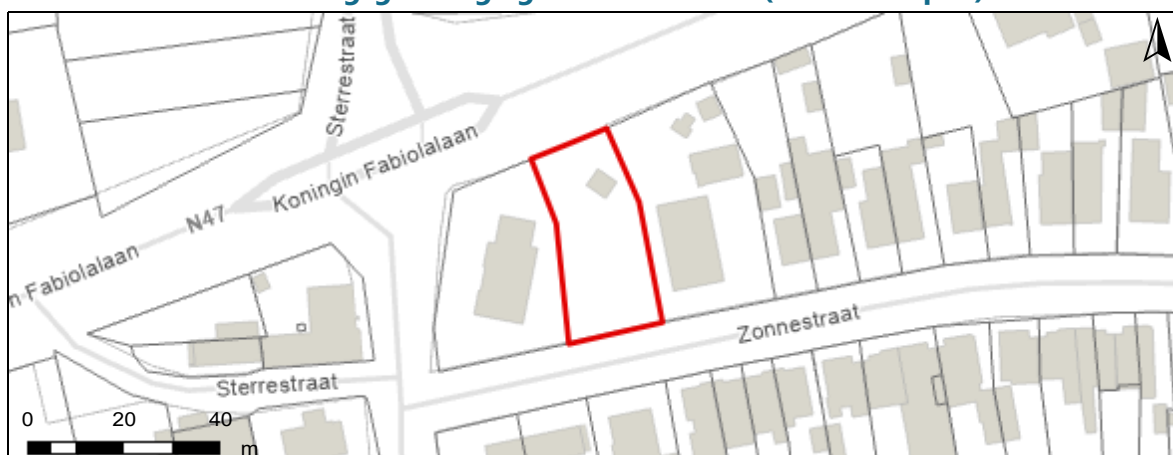 Sterrestraat
Koningin Fabiolalaan
N47
n Fabiolalaan
Zonnestraat
Sterrestraat
0 20 40
m